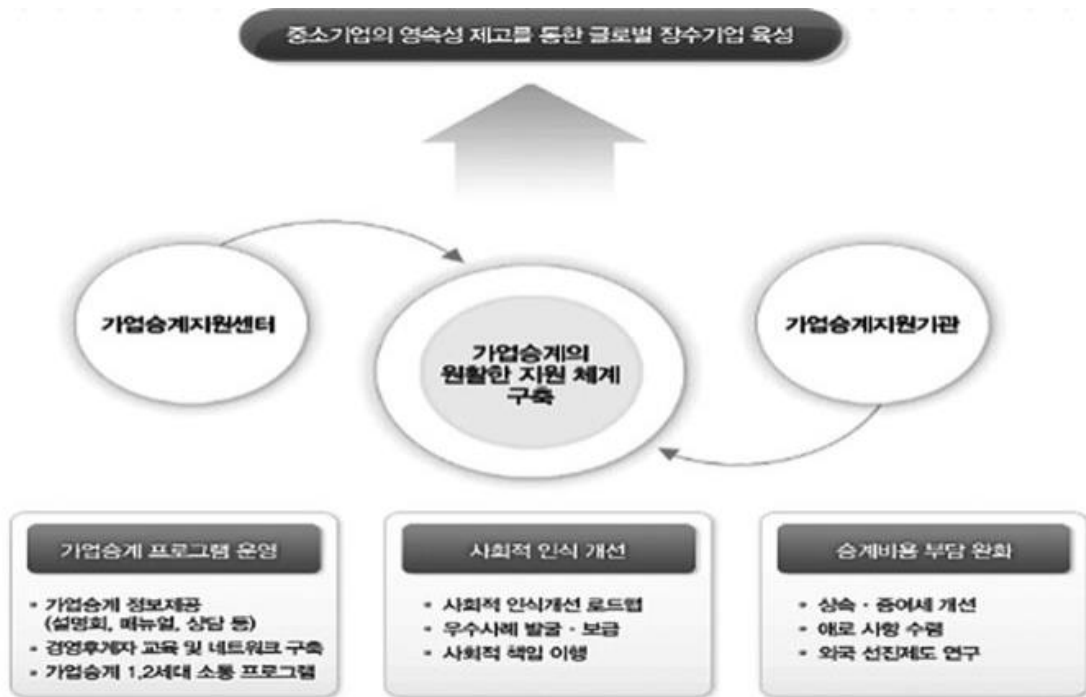 중소기업의 영속성 제고를 통한 글로벌 장수기업 육성
가업승계지원센터
가업승계의
원활한 지원 체계
구축
가업승계지원기관
가업승계 프로그램 운영
• 가업승계 정보제공
(설명회, 메뉴얼, 상담 등)
• 경영후계자 교육 및 네트워크 구축
• 가업승계 1,2세대 소통 프로그램
사회적 인식 개선
• 사회적 인식개선 로드맵
• 우수사례 발굴 · 보급
• 사회적 책임 이행
승계비용 부담 완화
• 상속 · 증여세 개선
• 애로 사항 수렴
• 외국 선진제도 연구